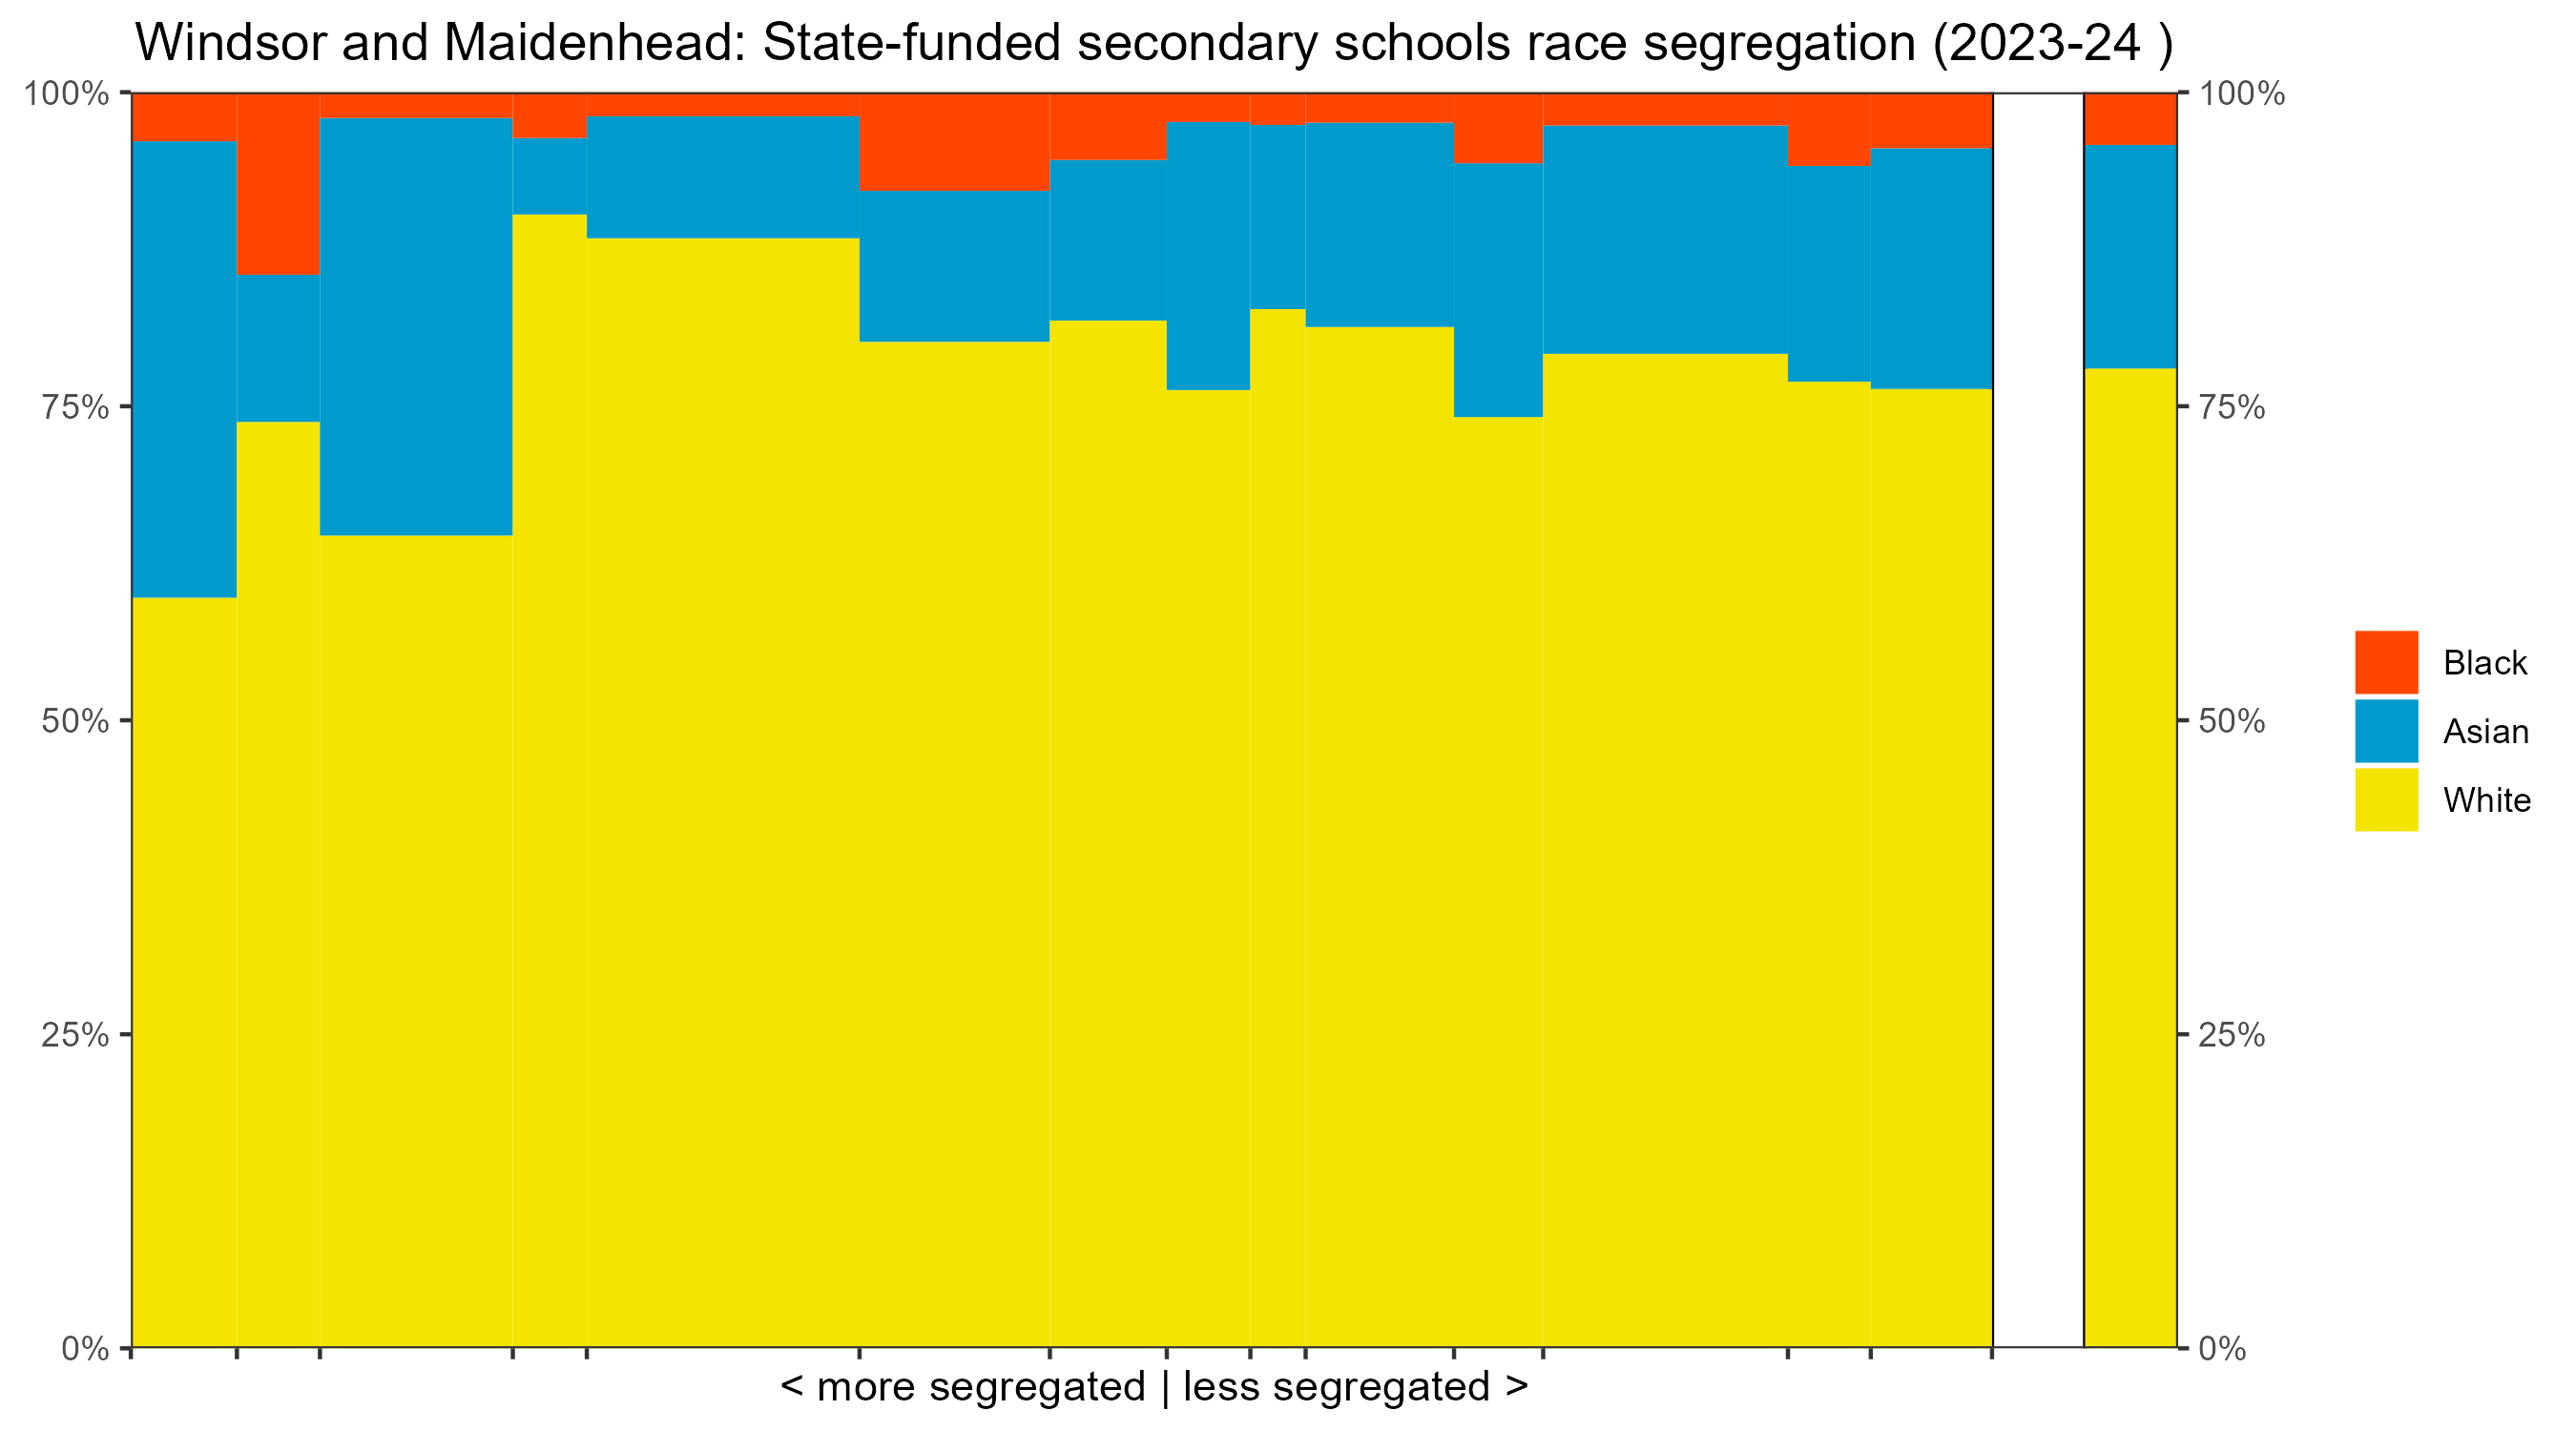 Windsor and Maidenhead: State-funded secondary schools race segregation (2023-24 )
100%
75%
50%
25%
0%
100%
75%
50%
25%
0%
Black
Asian
White
< more segregated | less segregated >